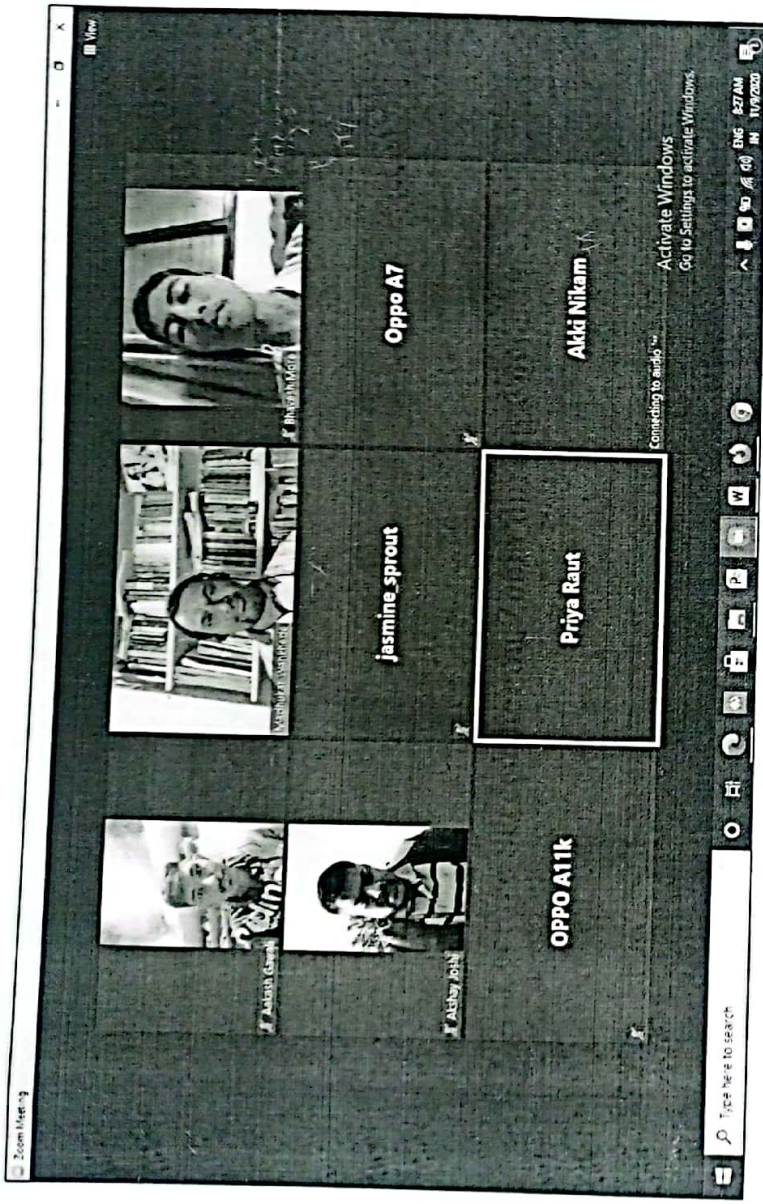 Zoom Meeting
View
Aakash Gawali
Madhukar Wankhade
Bhavesh More
Akshay Joshi
jasmine_sprout
Oppo A7
OPPO A11k
Priya Raut
Akki Nikam
Connecting to audio
Activate Windows
Go to Settings to activate Windows.
Type here to search
ENG
IN
8:27 AM
11/9/2020